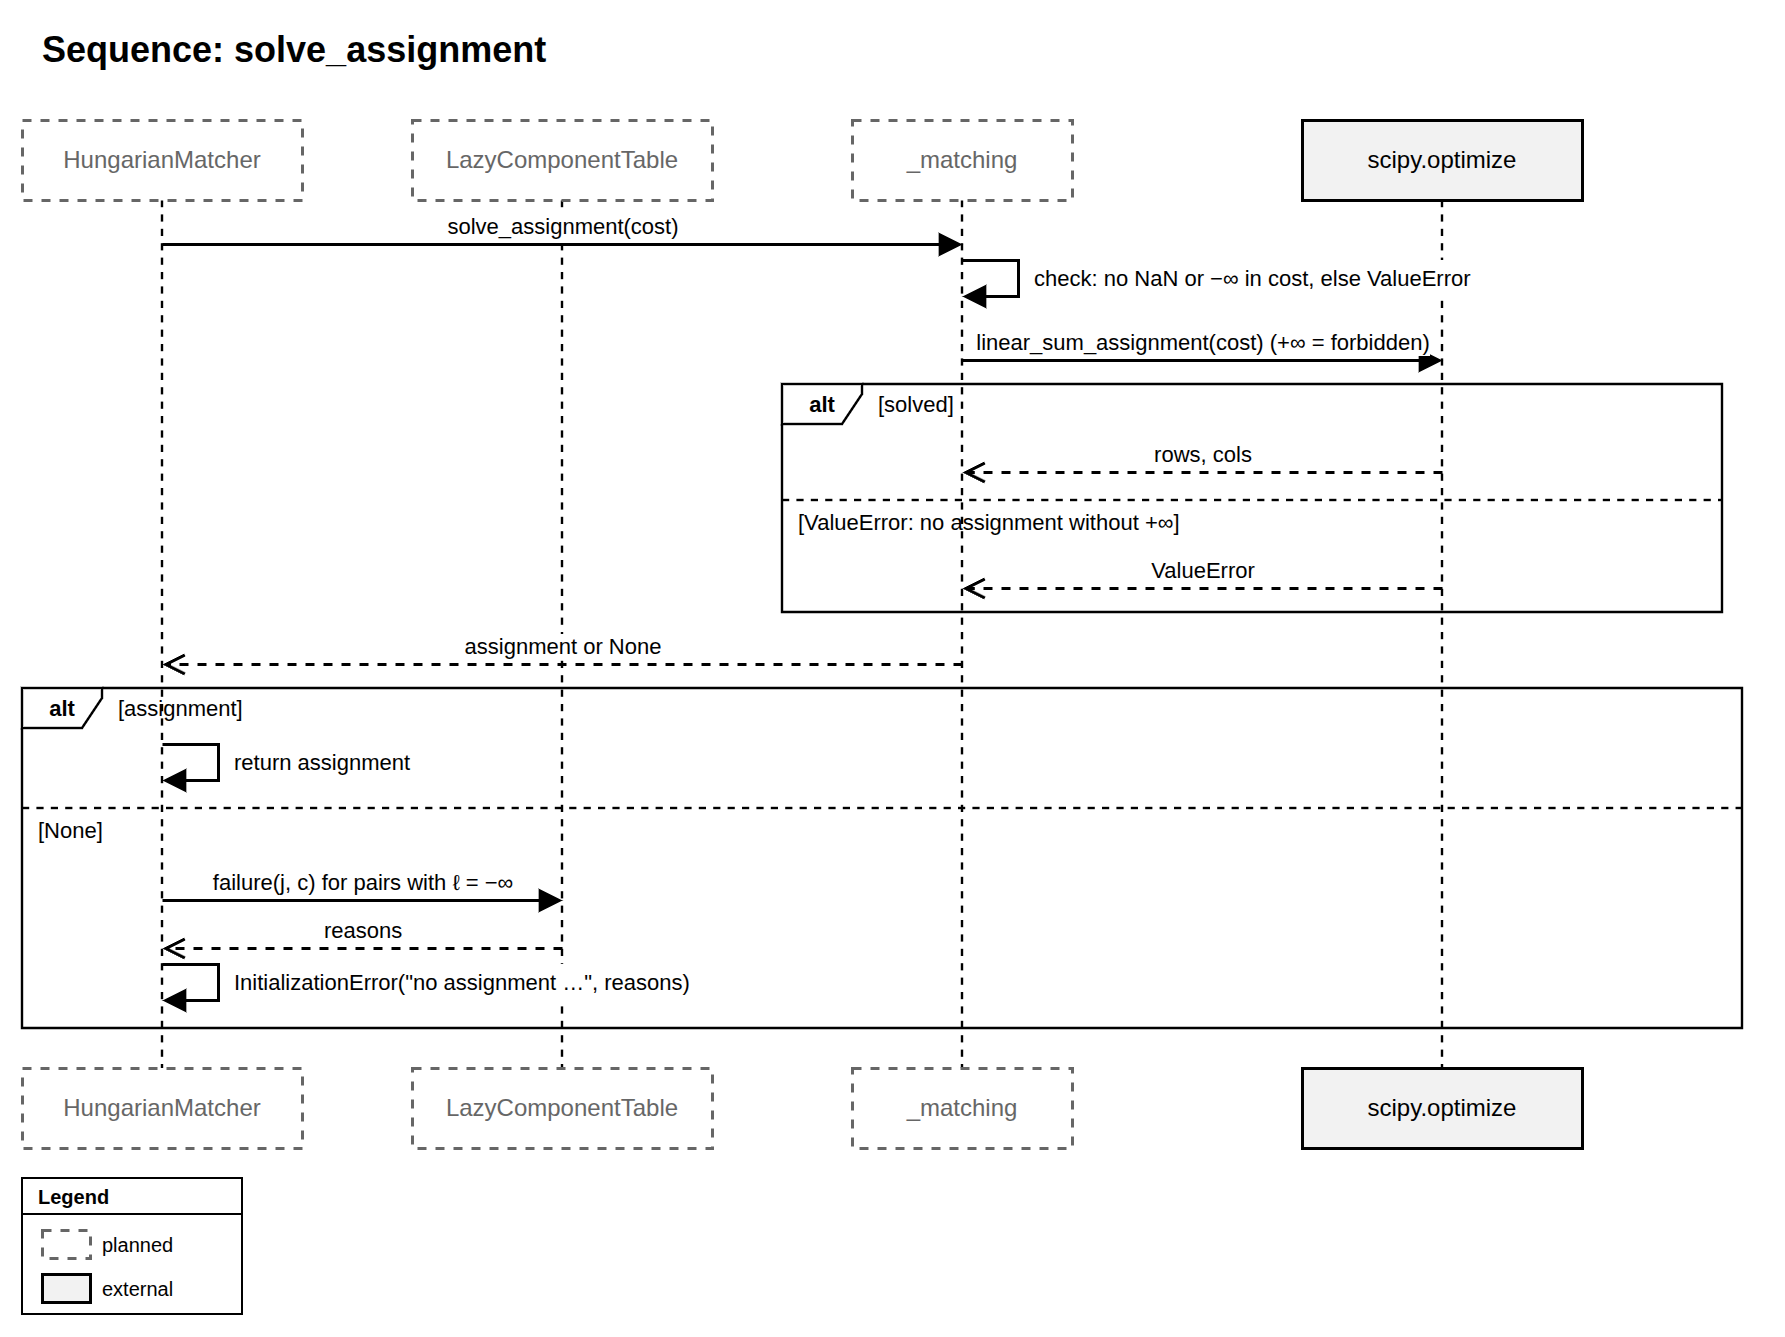 Sequence: solve_assignment
HungarianMatcher
LazyComponentTable
_matching
scipy.optimize
solve_assignment(cost)
check: no NaN or −∞ in cost, else ValueError
linear_sum_assignment(cost) (+∞ = forbidden)
alt [solved]
rows, cols
[ValueError: no assignment without +∞]
ValueError
assignment or None
alt [assignment]
return assignment
[None]
failure(j, c) for pairs with ℓ = −∞
reasons
InitializationError("no assignment …", reasons)
HungarianMatcher
LazyComponentTable
_matching
scipy.optimize
Legend
planned
external